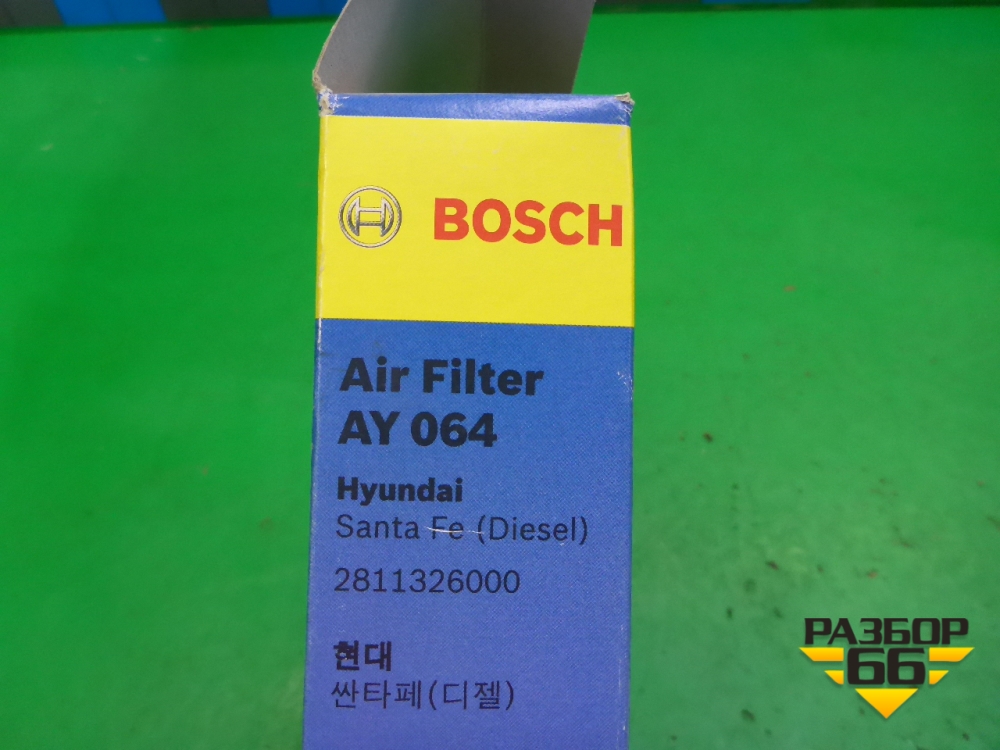 BOSCH
Air Filter
AY 064
Hyundai
Santa Fe (Diesel)
2811326000
현대
싼타페(디젤)
РАЗБОР
66